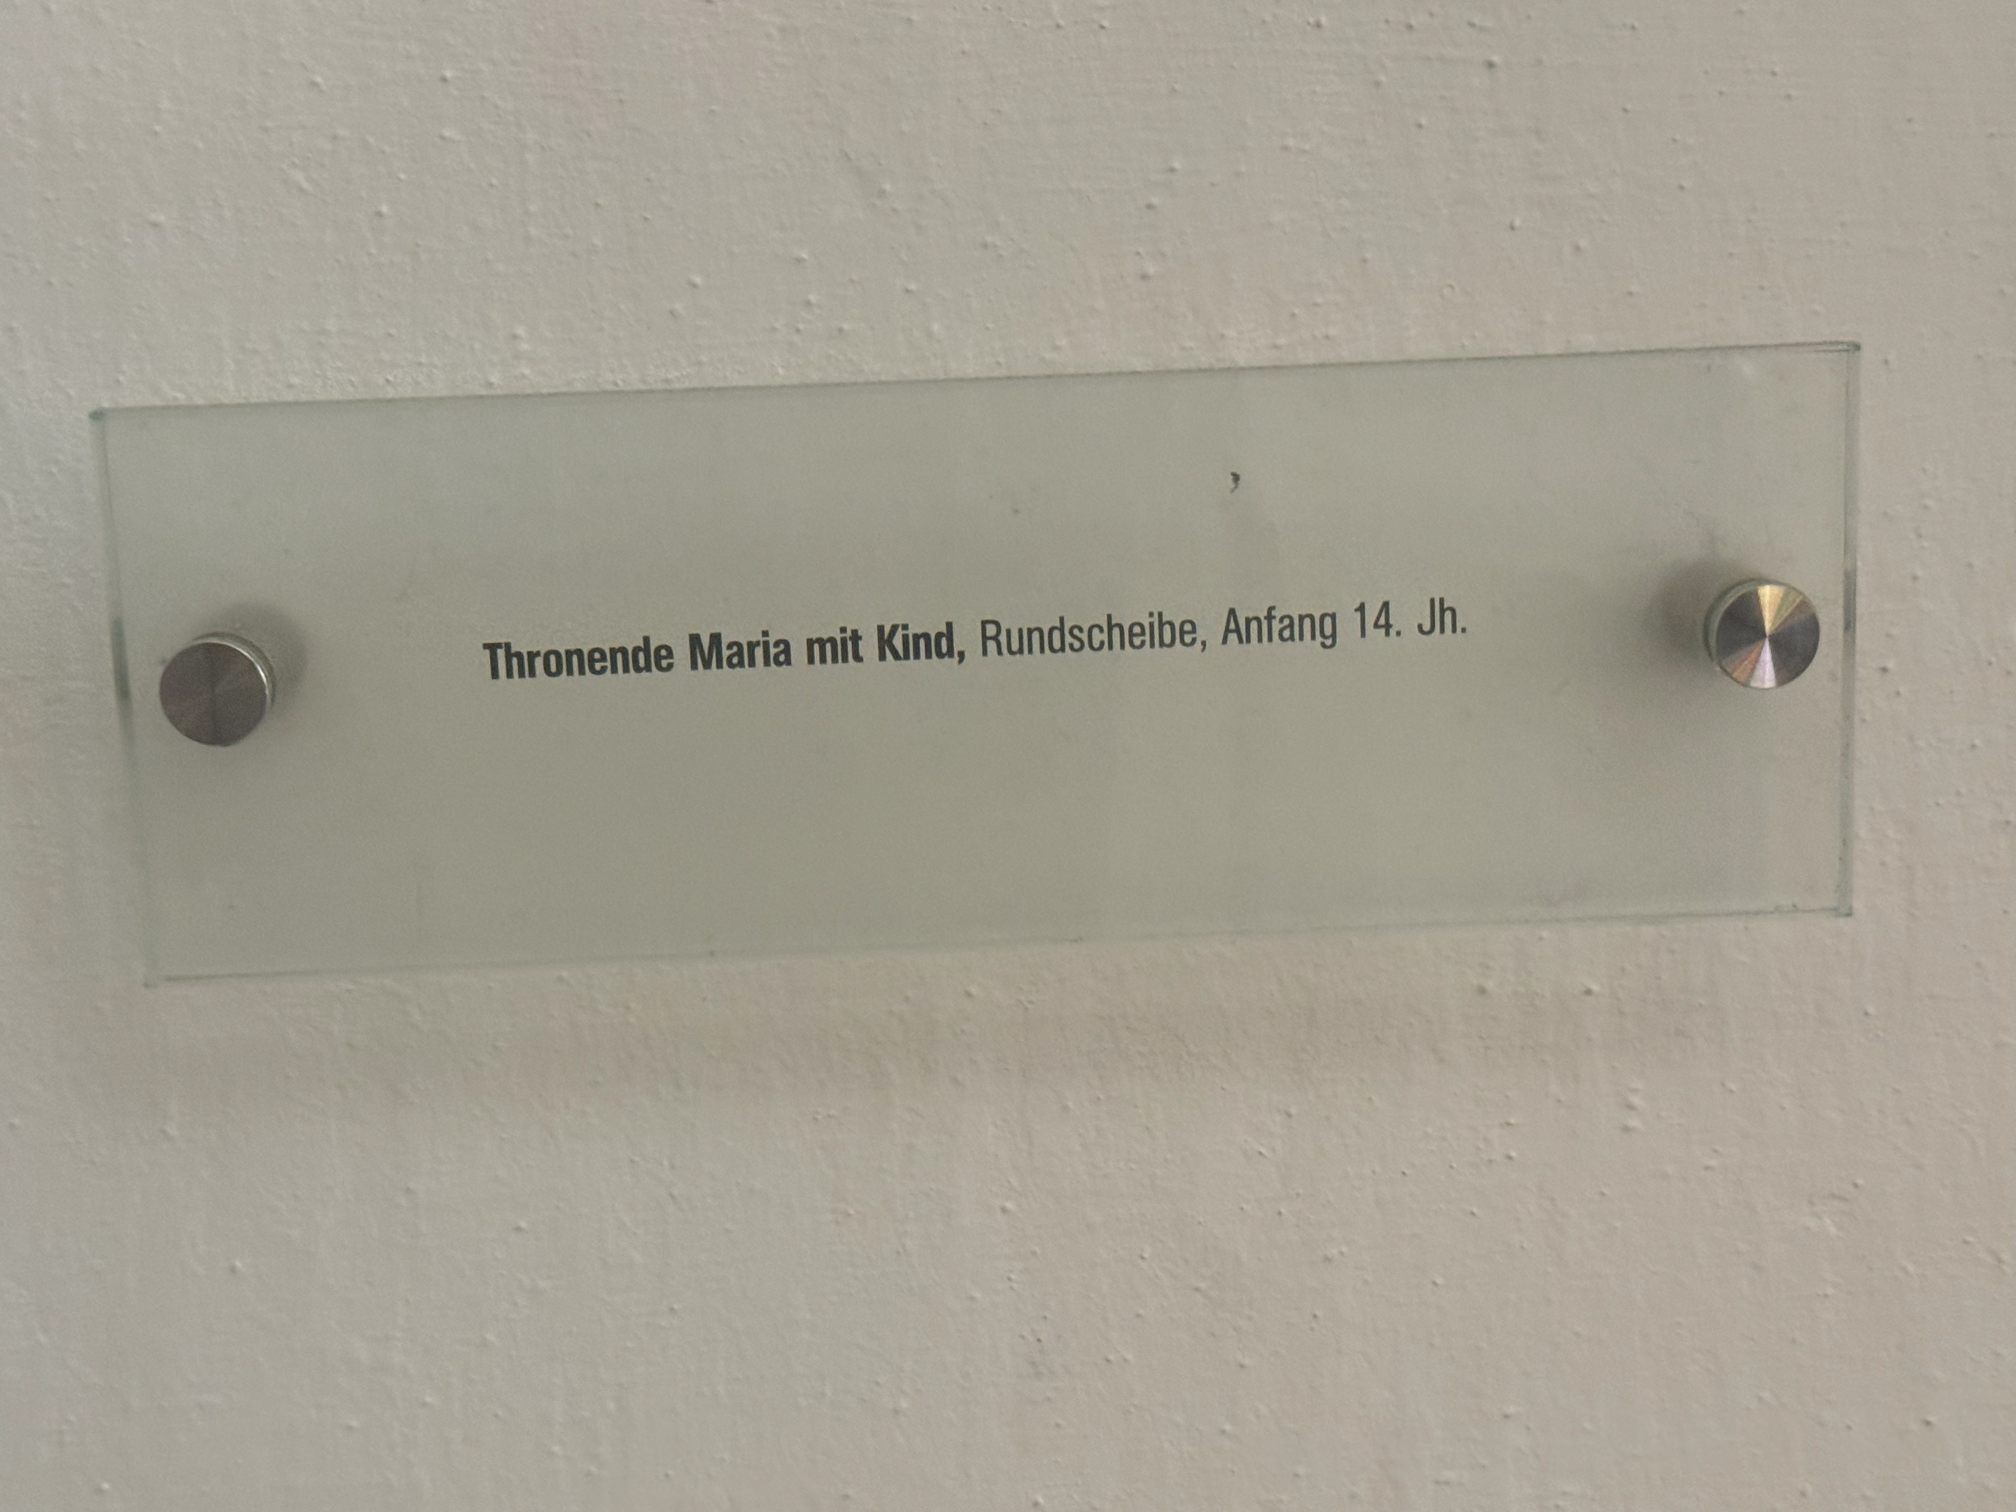 Thronende Maria mit Kind, Rundscheibe, Anfang 14. Jh.